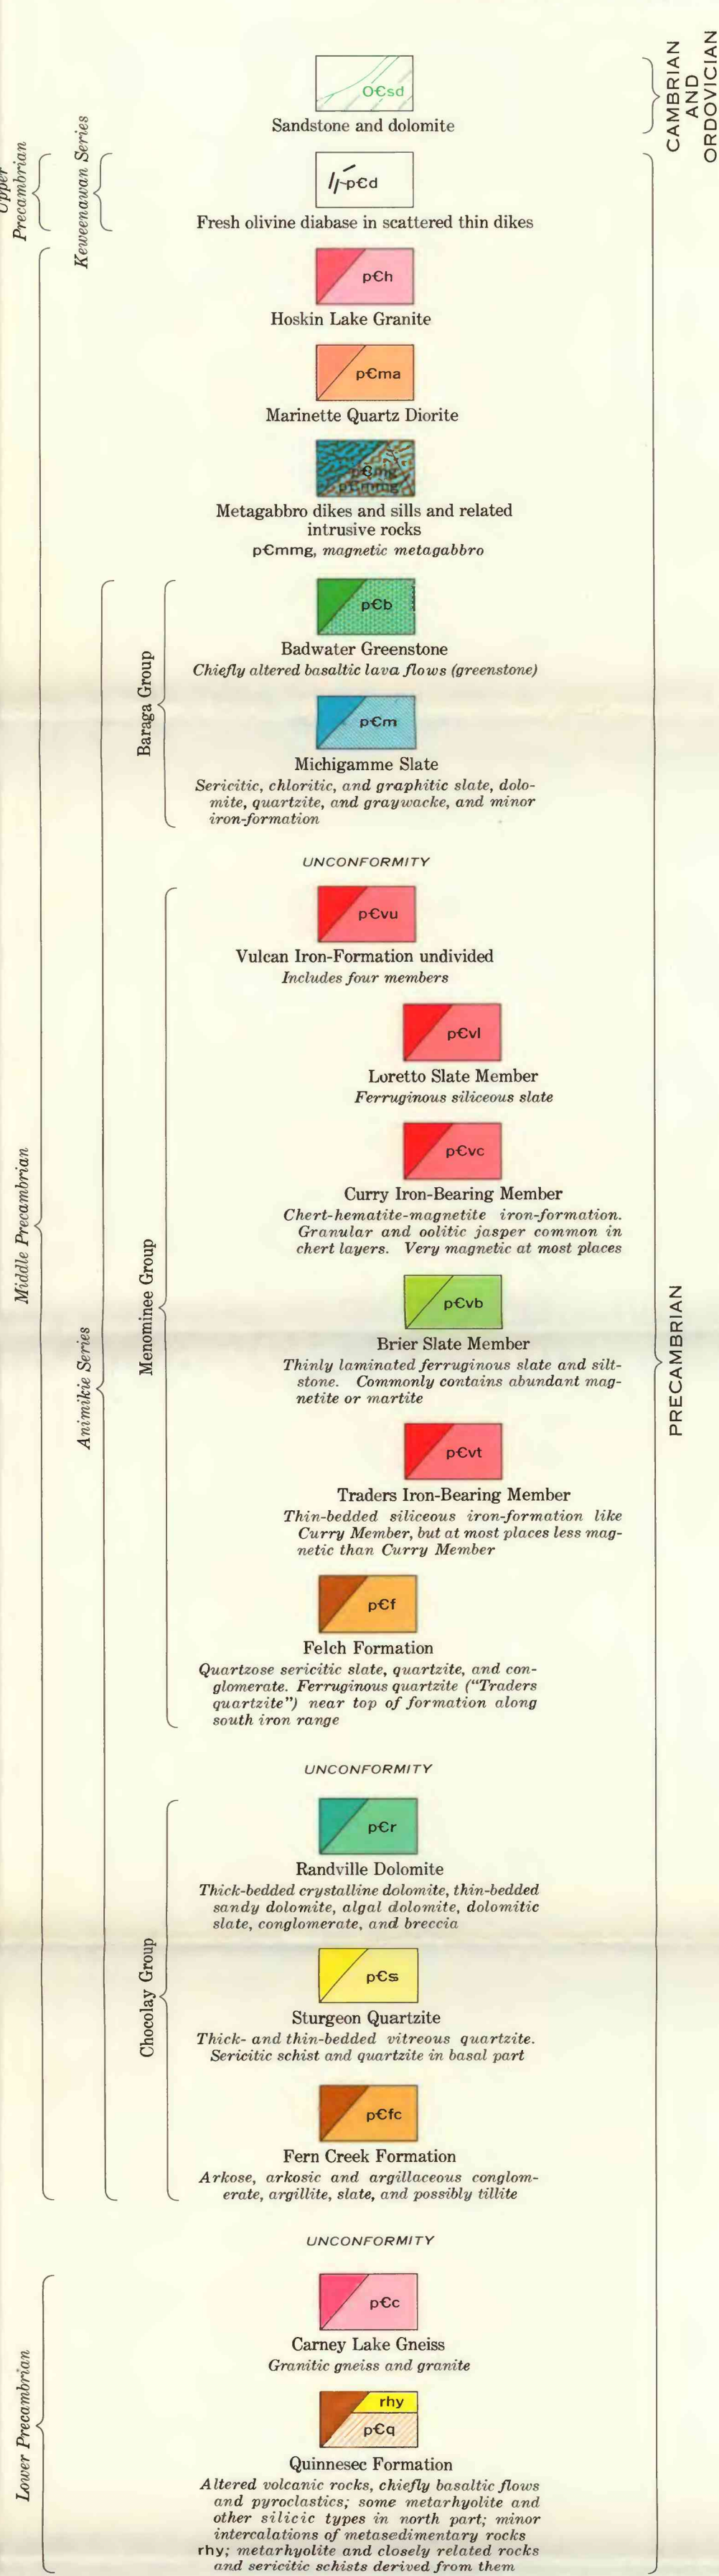 O€sd
Sandstone and dolomite
CAMBRIAN
AND
ORDOVICIAN
Upper
Precambrian
Keweenawan Series
p€d
Fresh olivine diabase in scattered thin dikes
p€h
Hoskin Lake Granite
p€ma
Marinette Quartz Diorite
p€mg
p€mmg
Metagabbro dikes and sills and related
intrusive rocks
p€mmg, magnetic metagabbro
Baraga Group
p€b
Badwater Greenstone
Chiefly altered basaltic lava flows (greenstone)
p€m
Michigamme Slate
Sericitic, chloritic, and graphitic slate, dolo-
mite, quartzite, and graywacke, and minor
iron-formation
UNCONFORMITY
Middle Precambrian
Animikie Series
Menominee Group
PRECAMBRIAN
p€vu
Vulcan Iron-Formation undivided
Includes four members
p€vl
Loretto Slate Member
Ferruginous siliceous slate
p€vc
Curry Iron-Bearing Member
Chert-hematite-magnetite iron-formation.
Granular and oolitic jasper common in
chert layers. Very magnetic at most places
p€vb
Brier Slate Member
Thinly laminated ferruginous slate and silt-
stone. Commonly contains abundant mag-
netite or martite
p€vt
Traders Iron-Bearing Member
Thin-bedded siliceous iron-formation like
Curry Member, but at most places less mag-
netic than Curry Member
p€f
Felch Formation
Quartzose sericitic slate, quartzite, and con-
glomerate. Ferruginous quartzite (“Traders
quartzite”) near top of formation along
south iron range
UNCONFORMITY
Chocolay Group
p€r
Randville Dolomite
Thick-bedded crystalline dolomite, thin-bedded
sandy dolomite, algal dolomite, dolomitic
slate, conglomerate, and breccia
p€s
Sturgeon Quartzite
Thick- and thin-bedded vitreous quartzite.
Sericitic schist and quartzite in basal part
p€fc
Fern Creek Formation
Arkose, arkosic and argillaceous conglom-
erate, argillite, slate, and possibly tillite
UNCONFORMITY
Lower Precambrian
p€c
Carney Lake Gneiss
Granitic gneiss and granite
rhy
p€q
Quinnesec Formation
Altered volcanic rocks, chiefly basaltic flows
and pyroclastics; some metarhyolite and
other silicic types in north part; minor
intercalations of metasedimentary rocks
rhy; metarhyolite and closely related rocks
and sericitic schists derived from them